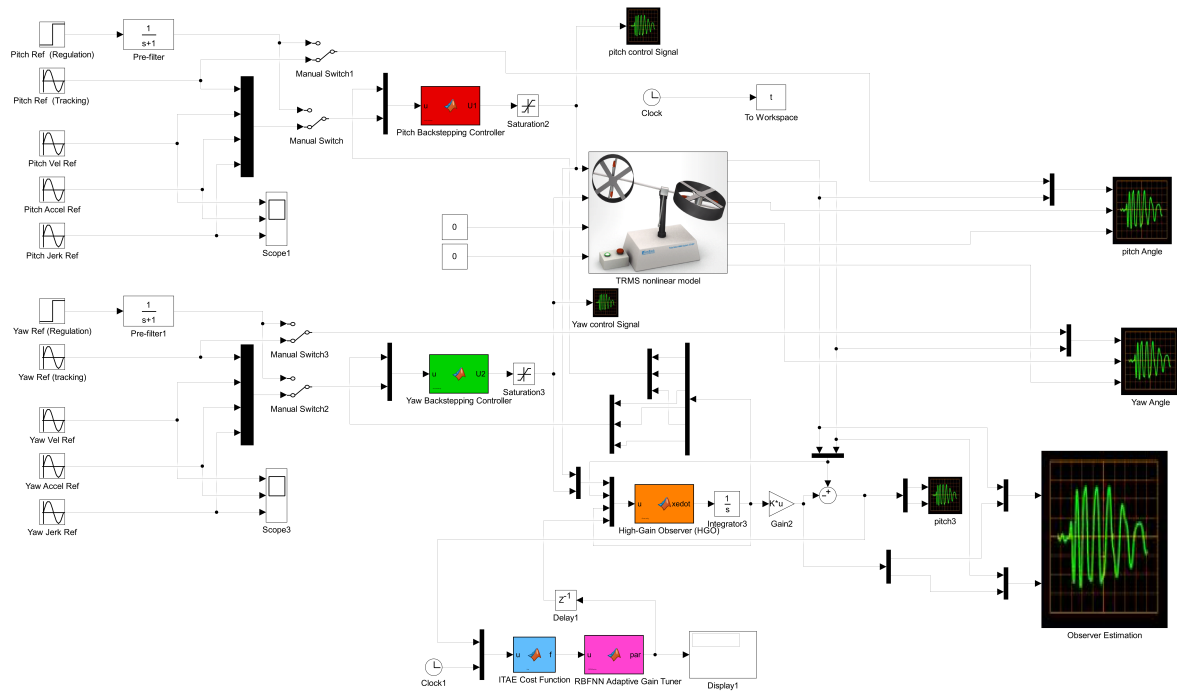 pitch control Signal
Pitch Ref  (Regulation)
1
s+1
Pre-filter
Manual Switch1
Pitch Ref  (Tracking)
Manual Switch
u
U1
Pitch Backstepping Controller
Saturation2
Clock
t
To Workspace
Pitch Vel Ref
Pitch Accel Ref
Pitch Jerk Ref
Scope1
0
0
TRMS nonlinear model
pitch Angle
Yaw control Signal
Yaw Ref (Regulation)
1
s+1
Pre-filter1
Manual Switch3
Yaw Ref (tracking)
Manual Switch2
u
U2
Yaw Backstepping Controller
Saturation3
Yaw Angle
Yaw Vel Ref
Yaw Accel Ref
Yaw Jerk Ref
Scope3
u
xedot
High-Gain Observer (HGO)
1
s
Integrator3
K*u
Gain2
pitch3
Observer Estimation
Z-1
Delay1
Clock1
u
f
ITAE Cost Function
u
par
RBFNN Adaptive Gain Tuner
Display1